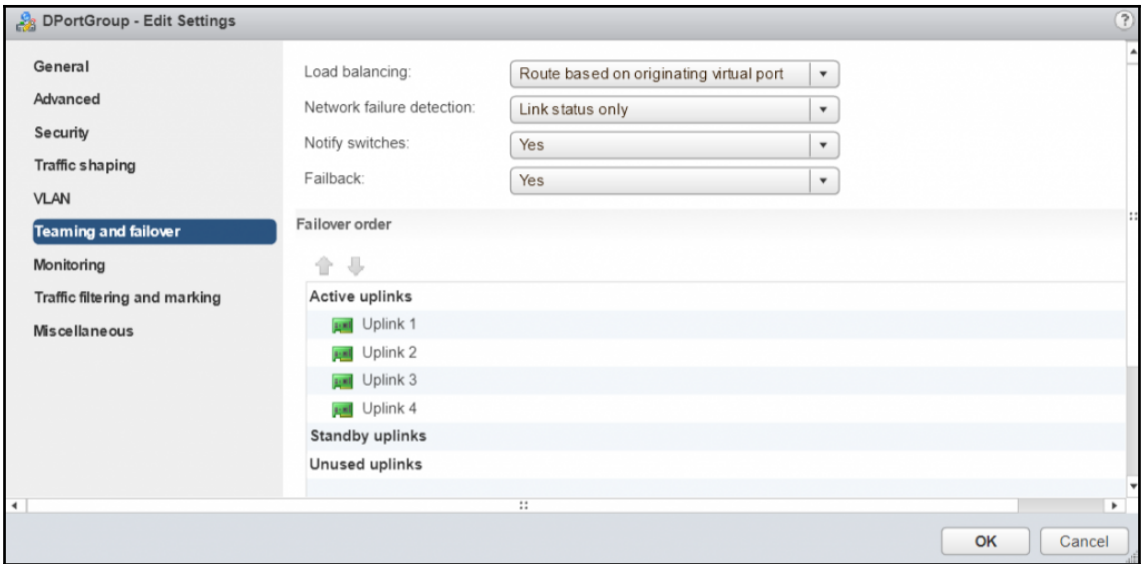 DPortGroup - Edit Settings
?
General
Advanced
Security
Traffic shaping
VLAN
Teaming and failover
Monitoring
Traffic filtering and marking
Miscellaneous
Load balancing: Route based on originating virtual port
Network failure detection: Link status only
Notify switches: Yes
Failback: Yes
Failover order
Active uplinks
Uplink 1
Uplink 2
Uplink 3
Uplink 4
Standby uplinks
Unused uplinks
OK Cancel